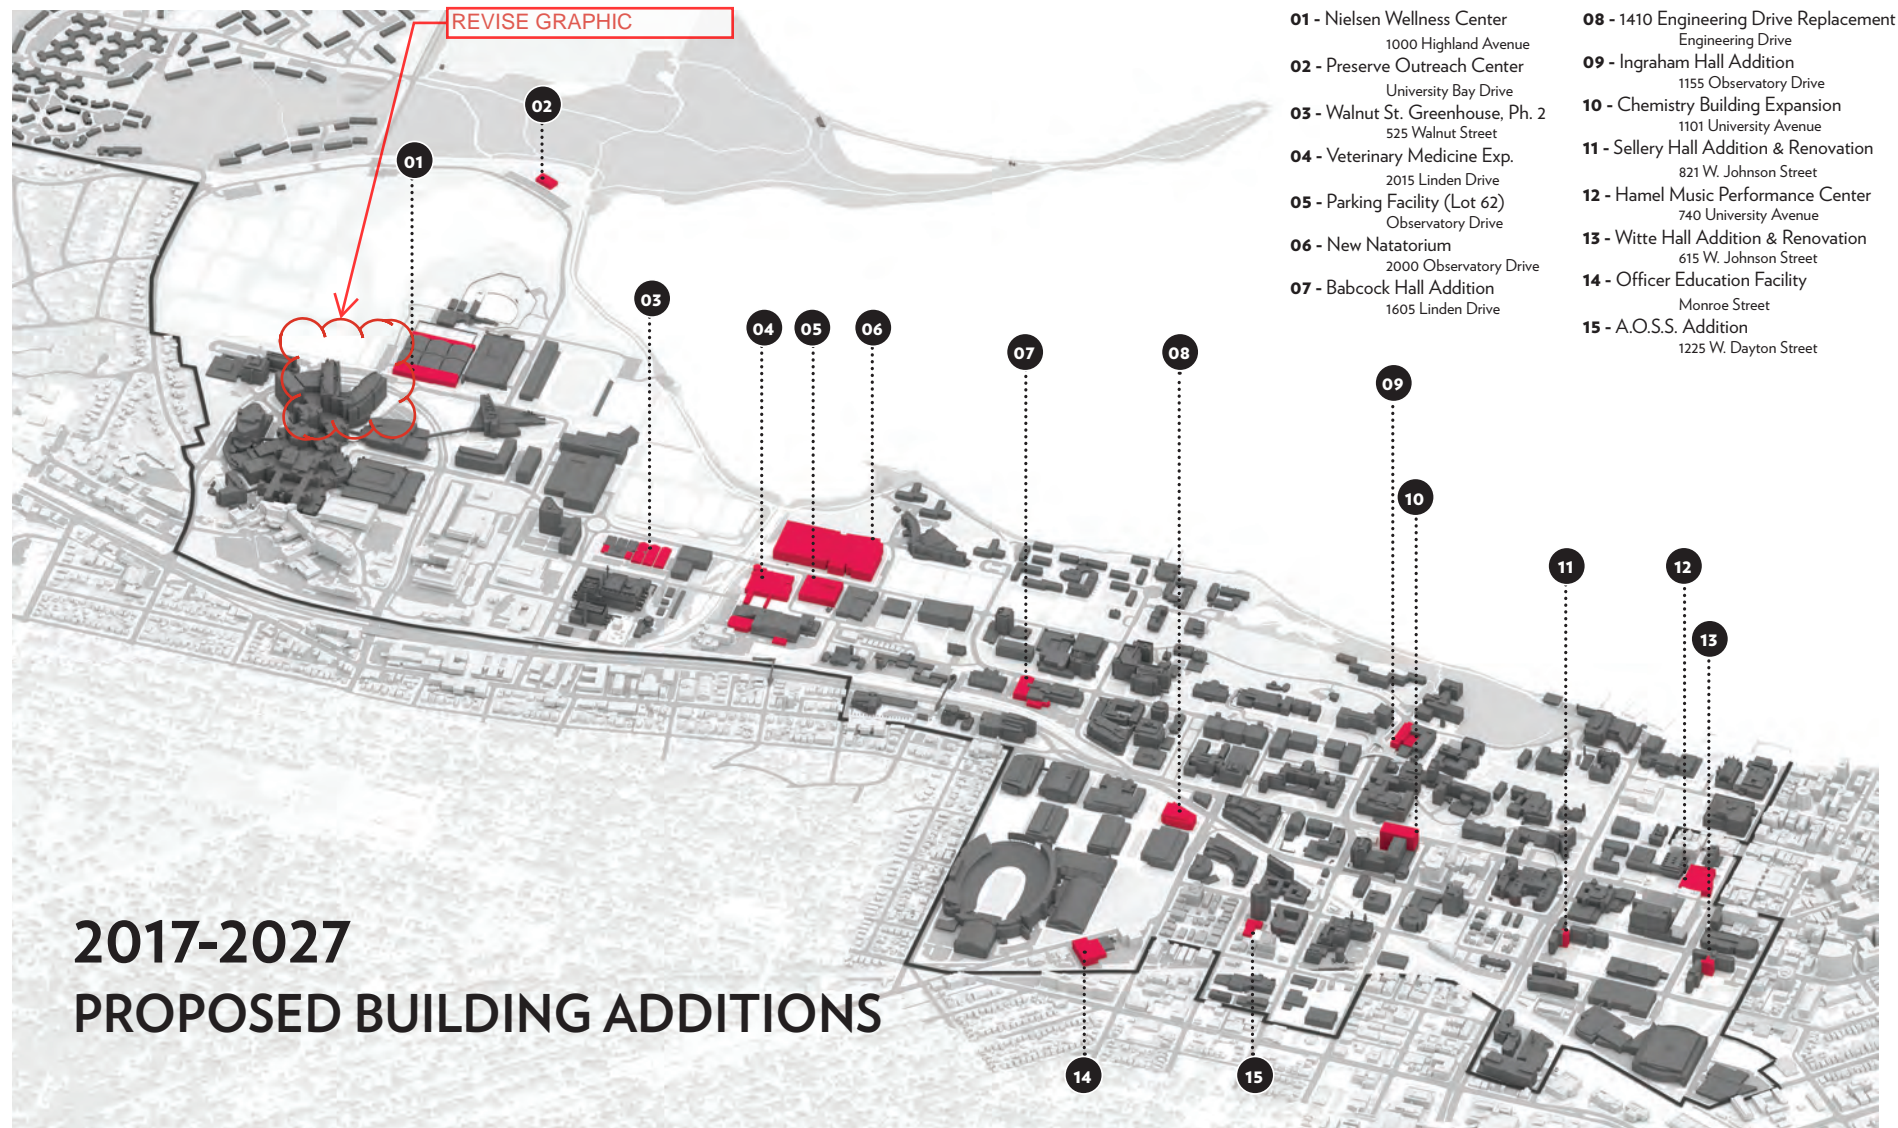 REVISE GRAPHIC
01 - Nielsen Wellness Center
1000 Highland Avenue
02 - Preserve Outreach Center
University Bay Drive
03 - Walnut St. Greenhouse, Ph. 2
525 Walnut Street
04 - Veterinary Medicine Exp.
2015 Linden Drive
05 - Parking Facility (Lot 62)
Observatory Drive
06 - New Natatorium
2000 Observatory Drive
07 - Babcock Hall Addition
1605 Linden Drive
08 - 1410 Engineering Drive Replacement
Engineering Drive
09 - Ingraham Hall Addition
1155 Observatory Drive
10 - Chemistry Building Expansion
1101 University Avenue
11 - Sellery Hall Addition & Renovation
821 W. Johnson Street
12 - Hamel Music Performance Center
740 University Avenue
13 - Witte Hall Addition & Renovation
615 W. Johnson Street
14 - Officer Education Facility
Monroe Street
15 - A.O.S.S. Addition
1225 W. Dayton Street
02
01
03
04
05
06
07
08
09
10
11
12
13
14
15
2017-2027
PROPOSED BUILDING ADDITIONS